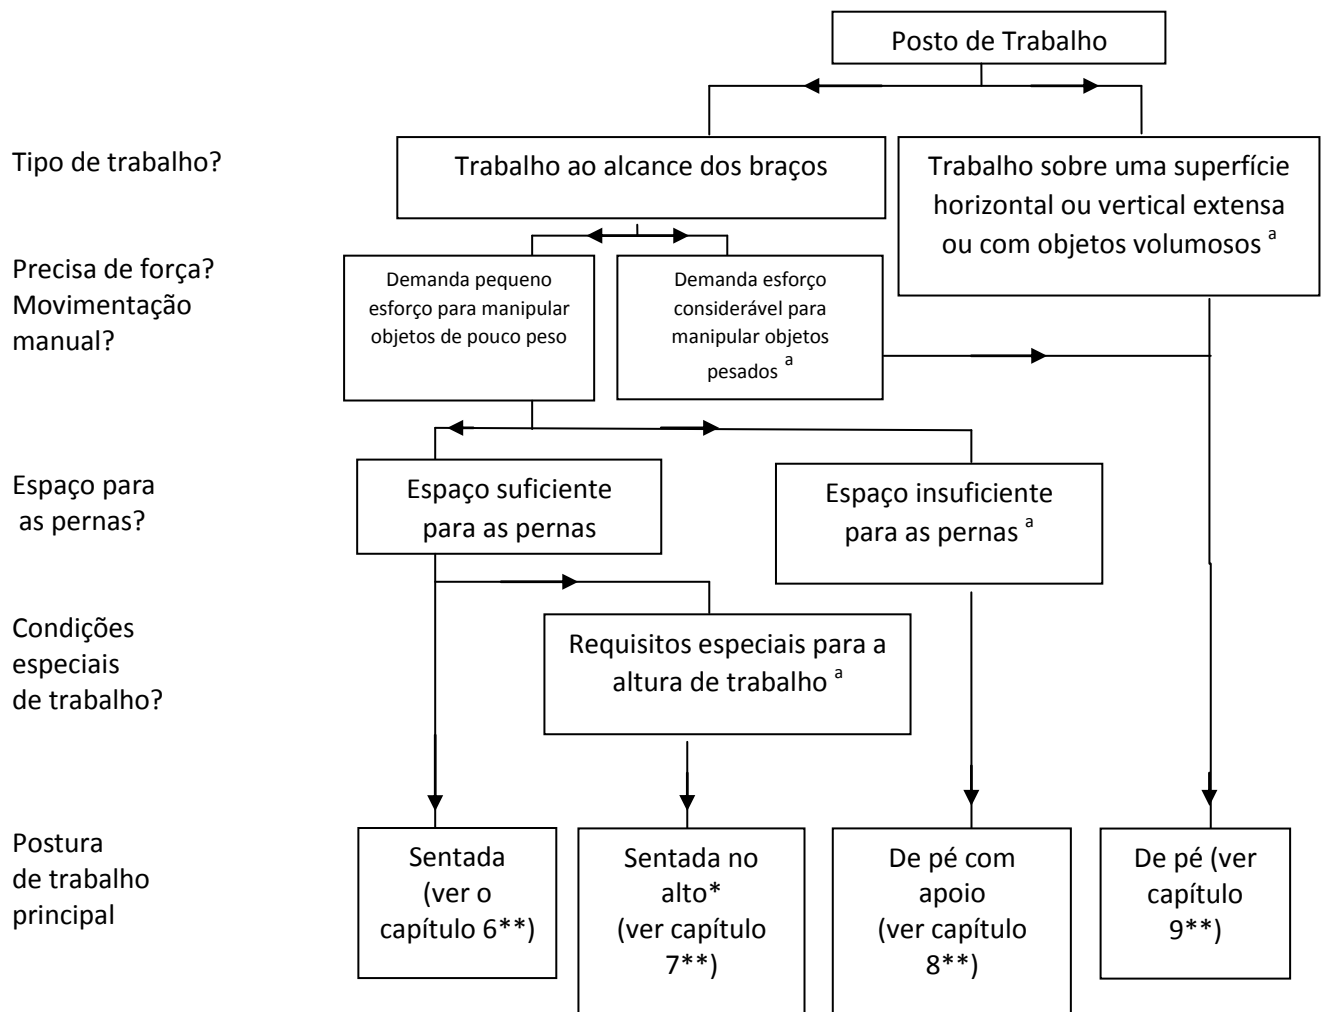 Posto de Trabalho
Tipo de trabalho?
Trabalho ao alcance dos braços
Trabalho sobre uma superfície
horizontal ou vertical extensa
ou com objetos volumosos a
Precisa de força?
Movimentação
manual?
Demanda pequeno
esforço para manipular
objetos de pouco peso
Demanda esforço
considerável para
manipular objetos
pesados a
Espaço para
as pernas?
Espaço suficiente
para as pernas
Espaço insuficiente
para as pernas a
Condições
especiais
de trabalho?
Requisitos especiais para a
altura de trabalho a
Postura
de trabalho
principal
Sentada
(ver o
capítulo 6**)
Sentada no
alto*
(ver capítulo
7**)
De pé com
apoio
(ver capítulo
8**)
De pé (ver
capítulo
9**)